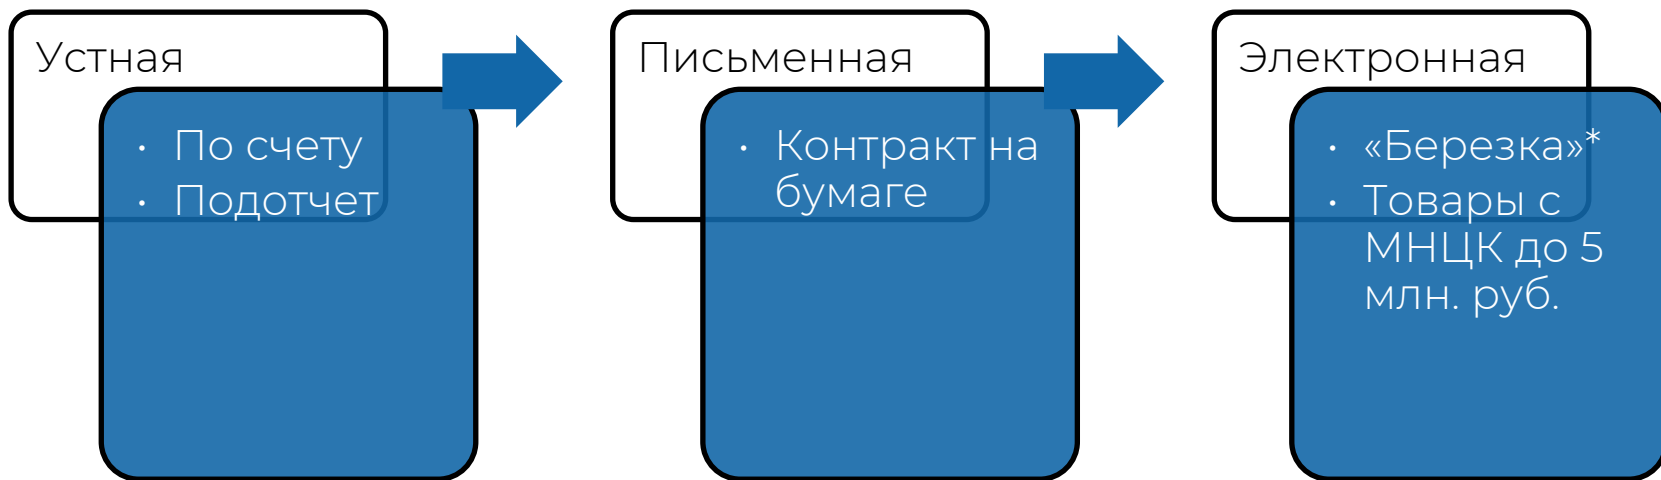 Устная
· По счету
· Подотчет
Письменная
· Контракт на
бумаге
Электронная
· «Березка»*
· Товары с
МНЦК до 5
млн. руб.